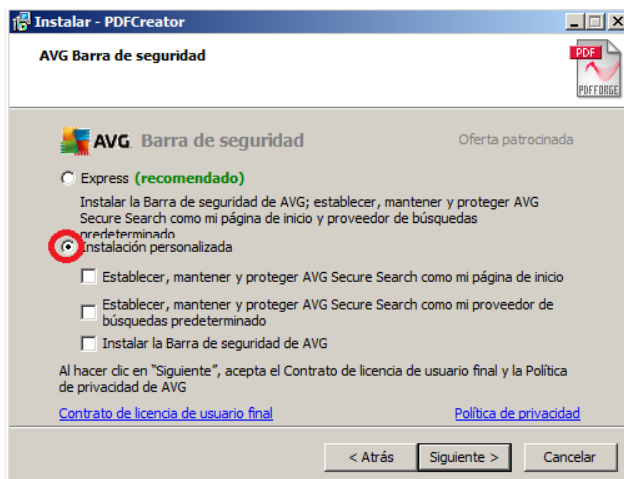 Instalar - PDFCreator
AVG Barra de seguridad
PDF
PDFFORGE
AVG. Barra de seguridad
Oferta patrocinada
Express (recomendado)
Instalar la Barra de seguridad de AVG; establecer, mantener y proteger AVG
Secure Search como mi página de inicio y proveedor de búsquedas
predeterminado
Instalación personalizada
Establecer, mantener y proteger AVG Secure Search como mi página de inicio
Establecer, mantener y proteger AVG Secure Search como mi proveedor de
búsquedas predeterminado
Instalar la Barra de seguridad de AVG
Al hacer clic en "Siguiente", acepta el Contrato de licencia de usuario final y la Política
de privacidad de AVG
Contrato de licencia de usuario final
Política de privacidad
< Atrás
Siguiente >
Cancelar